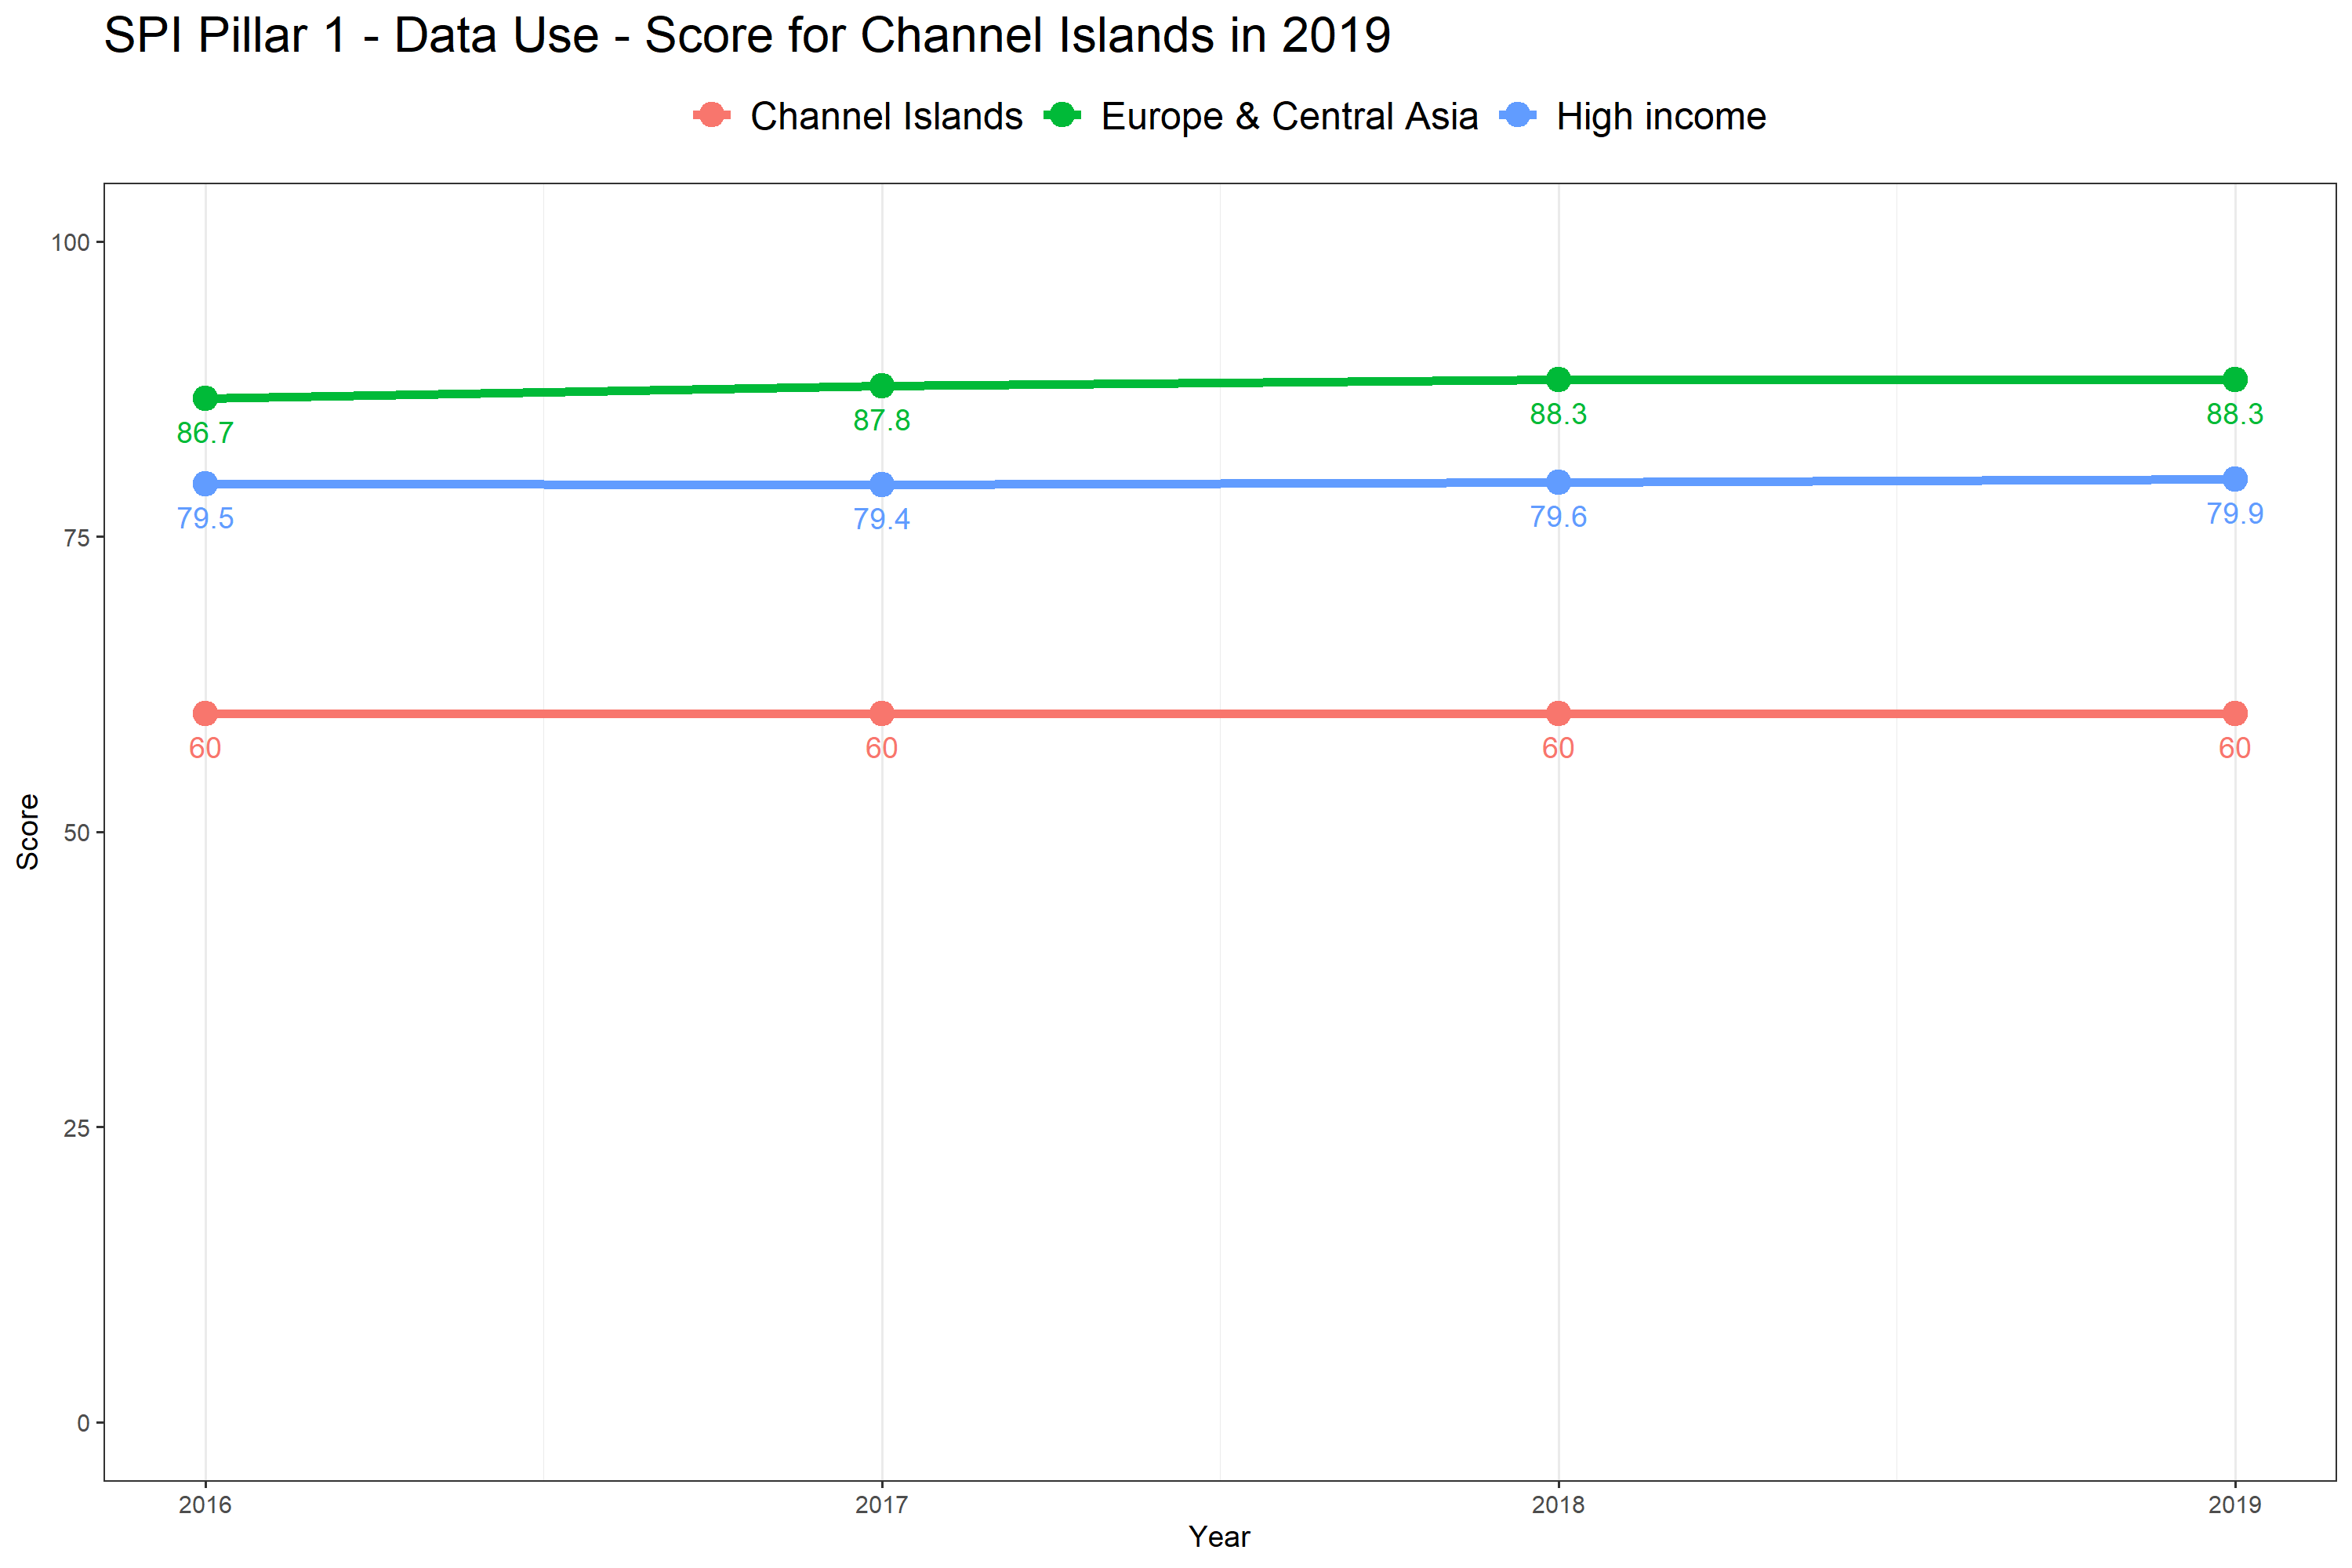 SPI Pillar 1 - Data Use - Score for Channel Islands in 2019
Channel Islands Europe & Central Asia High income
100
75
50
25
0
Score
86.7 87.8 88.3 88.3
79.5 79.4 79.6 79.9
60 60 60 60
2016 2017 2018 2019
Year